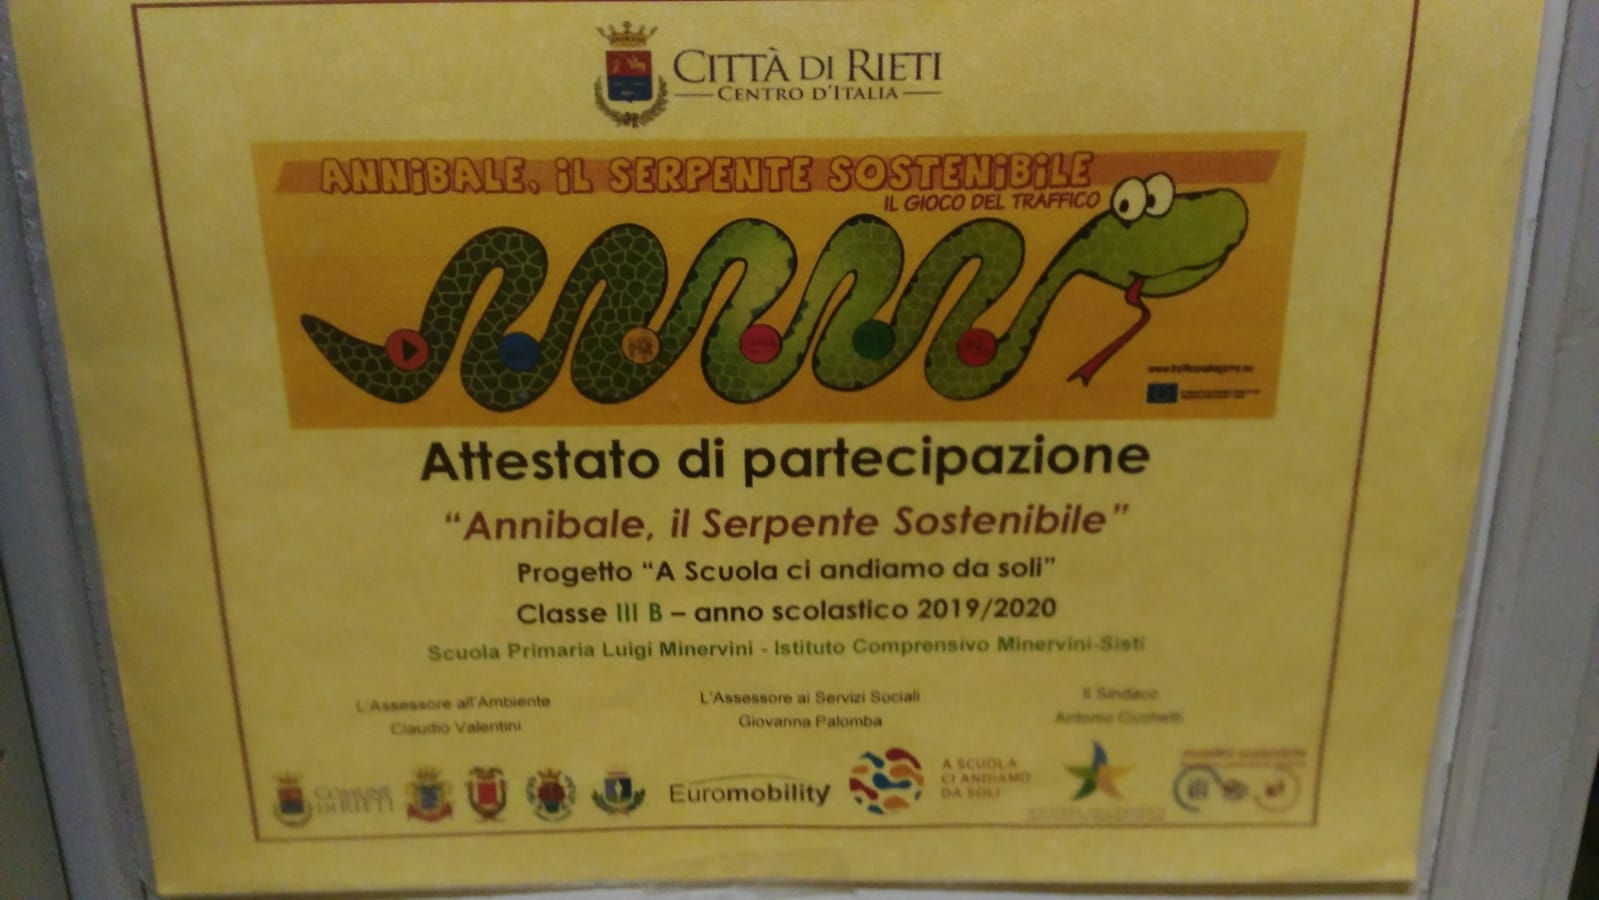 CITTÀ DI RIETI
CENTRO D'ITALIA
ANNIBALE, IL SERPENTE SOSTENIBILE
IL GIOCO DEL TRAFFICO
Attestato di partecipazione
"Annibale, il Serpente Sostenibile"
Progetto "A Scuola ci andiamo da soli"
Classe III B – anno scolastico 2019/2020
Scuola Primaria Luigi Minervini - Istituto Comprensivo Minervini-Sisti
L'Assessore all'Ambiente
Claudio Valentini
L'Assessore ai Servizi Sociali
Giovanna Palomba
Il Sindaco
Antonio Cicchetti
COMUNE
DI RIETI
Euromobility
A SCUOLA
CI ANDIAMO
DA SOLI